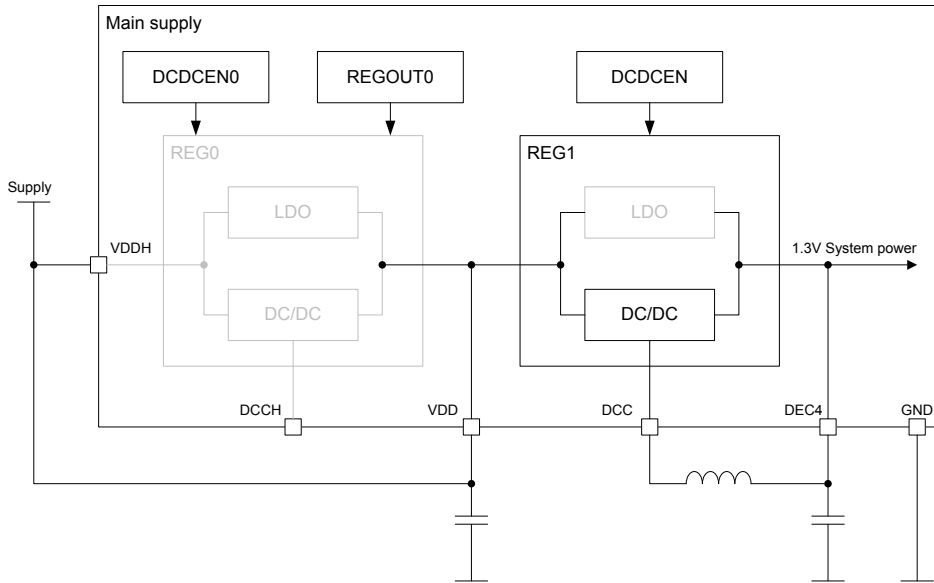 Main supply
DCDCEN0
REGOUT0
DCDCEN
REG0
REG1
Supply
LDO
LDO
VDDH
1.3V System power
DC/DC
DC/DC
DCCH
VDD
DCC
DEC4
GND